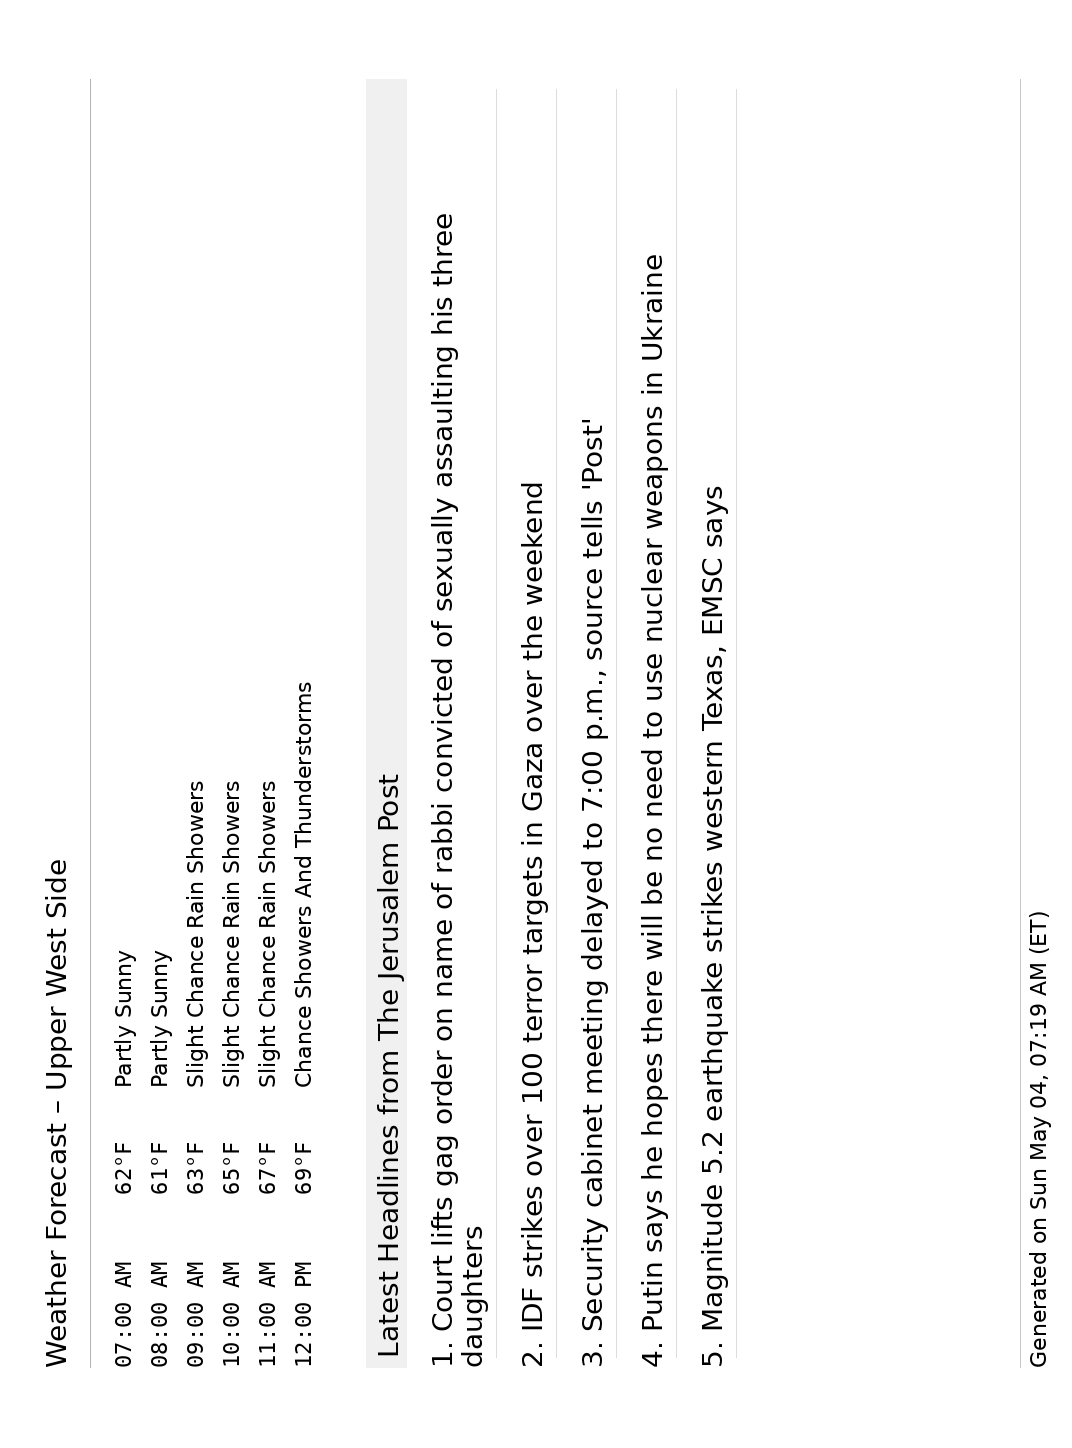 Weather Forecast – Upper West Side
07:00 AM 62°F Partly Sunny
08:00 AM 61°F Partly Sunny
09:00 AM 63°F Slight Chance Rain Showers
10:00 AM 65°F Slight Chance Rain Showers
11:00 AM 67°F Slight Chance Rain Showers
12:00 PM 69°F Chance Showers And Thunderstorms
Latest Headlines from The Jerusalem Post
1. Court lifts gag order on name of rabbi convicted of sexually assaulting his three
daughters
2. IDF strikes over 100 terror targets in Gaza over the weekend
3. Security cabinet meeting delayed to 7:00 p.m., source tells 'Post'
4. Putin says he hopes there will be no need to use nuclear weapons in Ukraine
5. Magnitude 5.2 earthquake strikes western Texas, EMSC says
Generated on Sun May 04, 07:19 AM (ET)